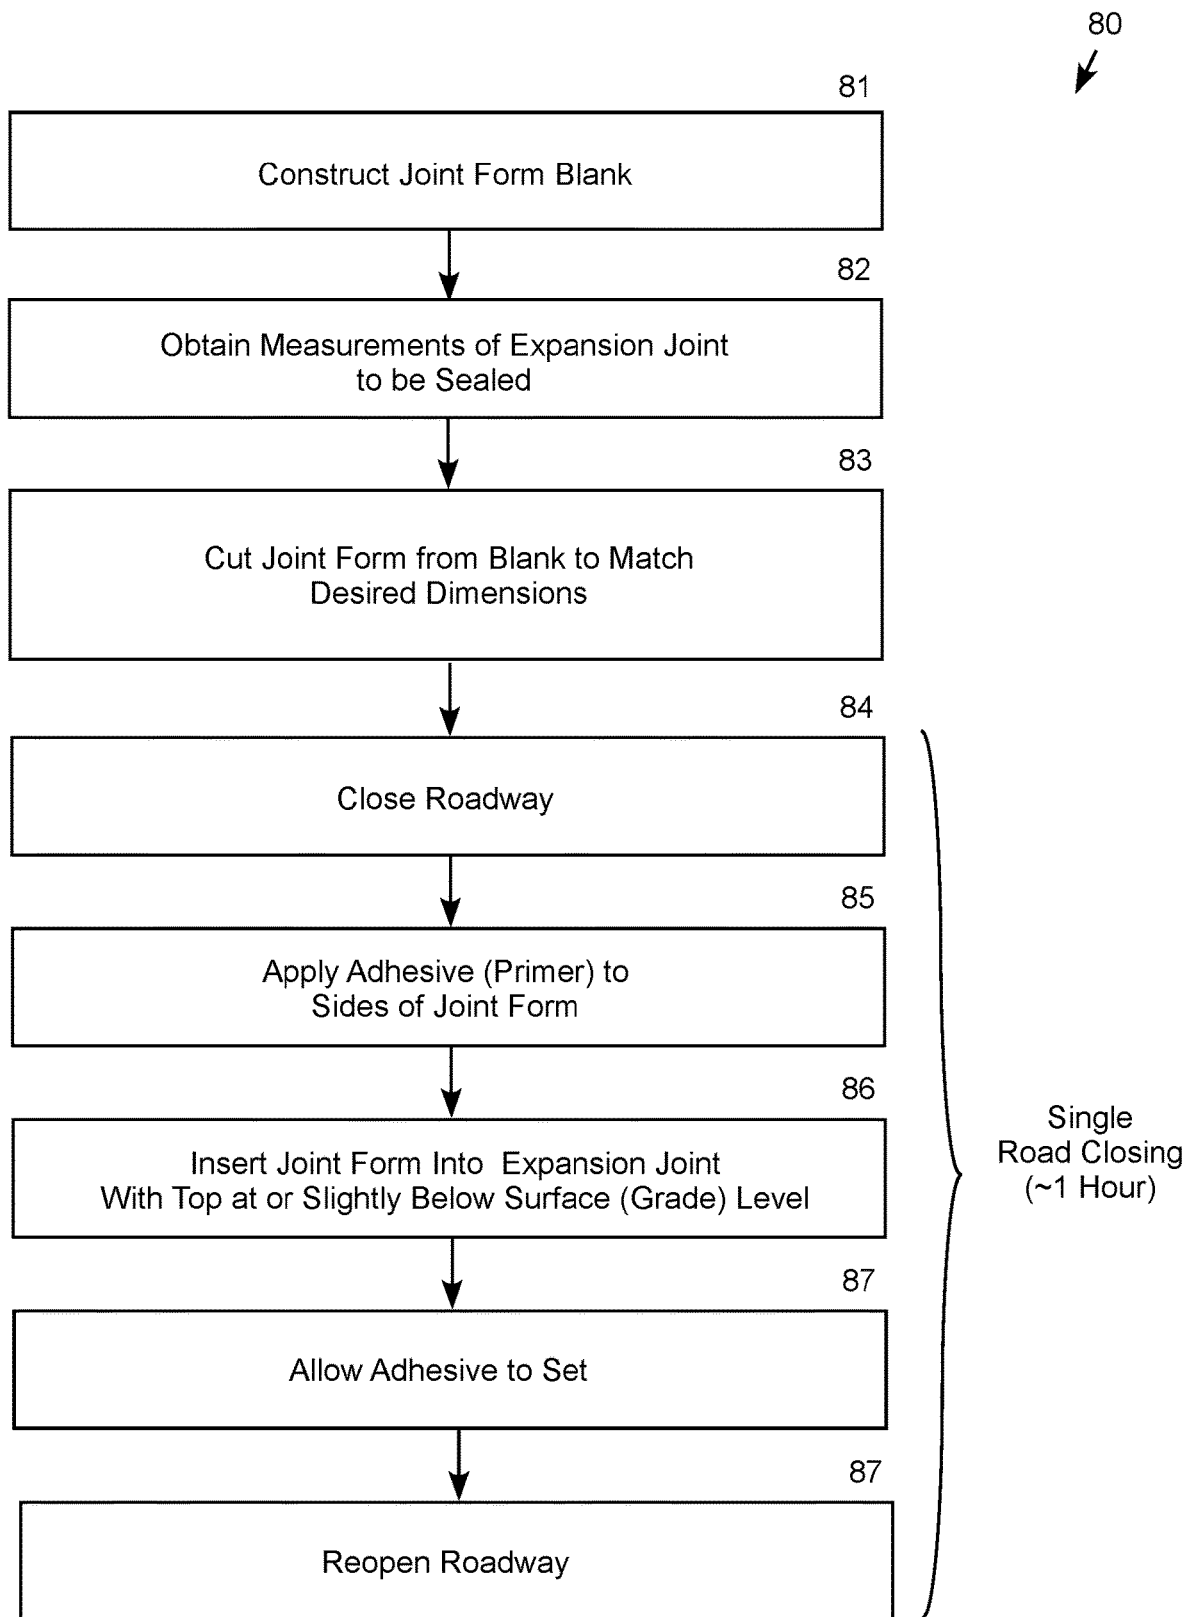 80
81
Construct Joint Form Blank
82
Obtain Measurements of Expansion Joint
to be Sealed
83
Cut Joint Form from Blank to Match
Desired Dimensions
84
Close Roadway
85
Apply Adhesive (Primer) to
Sides of Joint Form
86
Insert Joint Form Into Expansion Joint
With Top at or Slightly Below Surface (Grade) Level
87
Allow Adhesive to Set
87
Reopen Roadway
Single
Road Closing
(~1 Hour)